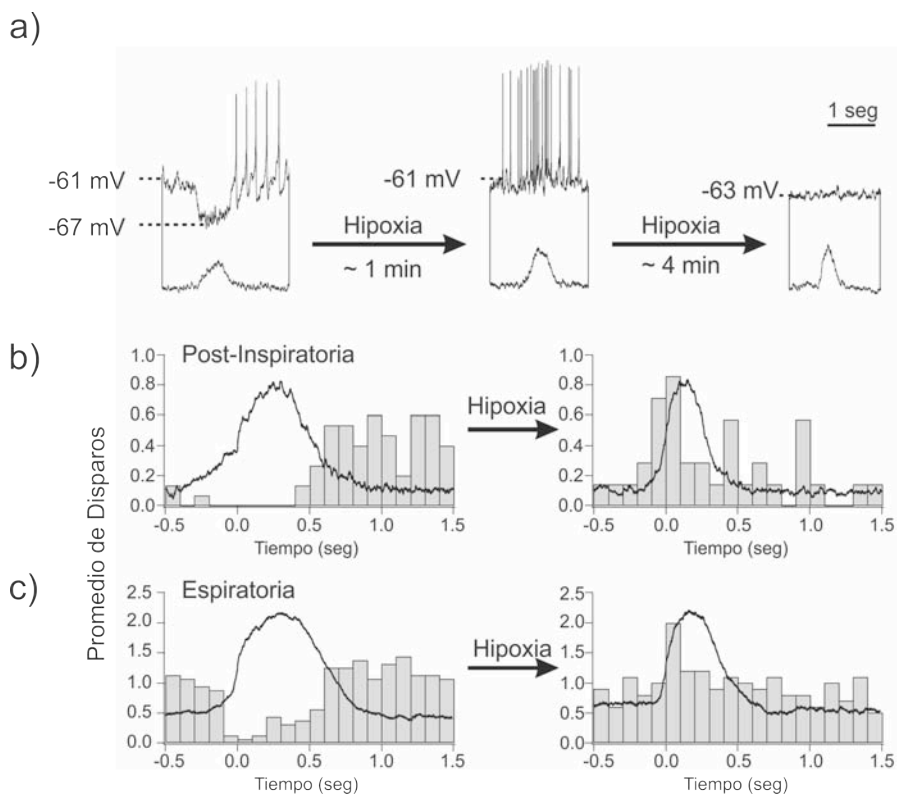 a)
1 seg
-61 mV
-67 mV
Hipoxia
~ 1 min
-61 mV
Hipoxia
~ 4 min
-63 mV
b)
Promedio de Disparos
Post-Inspiratoria
1.0
0.8
0.6
0.4
0.2
0.0
-0.5 0.0 0.5 1.0 1.5
Tiempo (seg)
Hipoxia
1.0
0.8
0.6
0.4
0.2
0.0
-0.5 0.0 0.5 1.0 1.5
Tiempo (seg)
c)
Espiratoria
2.5
2.0
1.5
1.0
0.5
0.0
-0.5 0.0 0.5 1.0 1.5
Tiempo (seg)
Hipoxia
2.5
2.0
1.5
1.0
0.5
0.0
-0.5 0.0 0.5 1.0 1.5
Tiempo (seg)